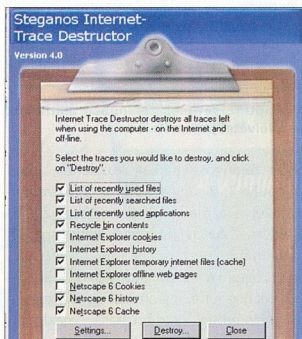 Steganos Internet-
Trace Destructor
Version 4.0
Internet Trace Destructor destroys all traces left
when using the computer - on the Internet and
off-line.
Select the traces you would like to destroy, and click
on "Destroy".
List of recently used files
List of recently searched files
List of recently used applications
Recycle bin contents
Internet Explorer cookies
Internet Explorer history
Internet Explorer temporary internet files (cache)
Internet Explorer offline web pages
Netscape 6 Cookies
Netscape 6 history
Netscape 6 Cache
Settings... Destroy... Close